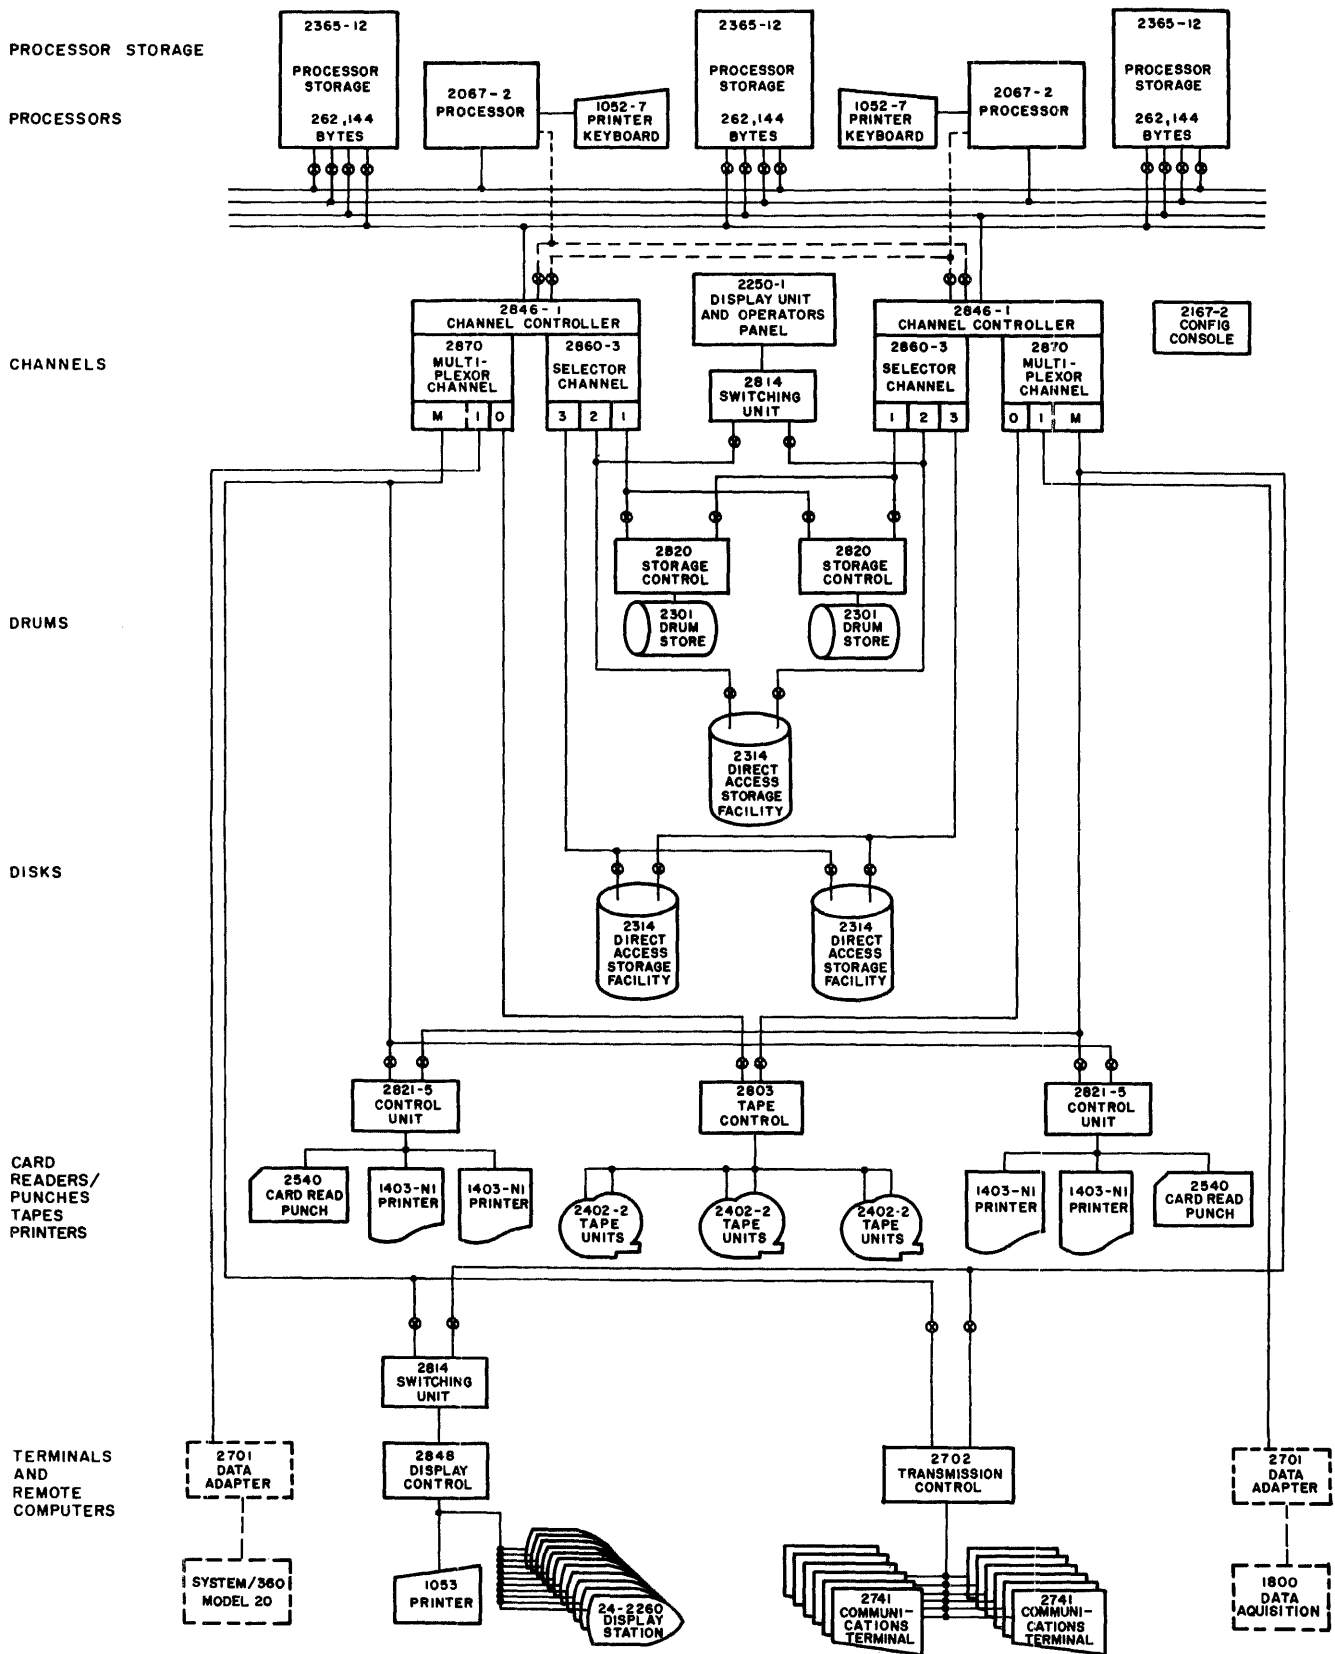 PROCESSOR STORAGE
PROCESSORS
2365-12
PROCESSOR
STORAGE
262,144
BYTES
2067-2
PROCESSOR
1052-7
PRINTER
KEYBOARD
2365-12
PROCESSOR
STORAGE
262,144
BYTES
1052-7
PRINTER
KEYBOARD
2067-2
PROCESSOR
2365-12
PROCESSOR
STORAGE
262,144
BYTES
CHANNELS
2846-1
CHANNEL CONTROLLER
2870
MULTI-
PLEXOR
CHANNEL
M 1 0
2860-3
SELECTOR
CHANNEL
3 2 1
2250-1
DISPLAY UNIT
AND OPERATORS
PANEL
2814
SWITCHING
UNIT
2846-1
CHANNEL CONTROLLER
2860-3
SELECTOR
CHANNEL
1 2 3
2870
MULTI-
PLEXOR
CHANNEL
0 1 M
2167-2
CONFIG
CONSOLE
DRUMS
2820
STORAGE
CONTROL
2301
DRUM
STORE
2820
STORAGE
CONTROL
2301
DRUM
STORE
2314
DIRECT
ACCESS
STORAGE
FACILITY
DISKS
2314
DIRECT
ACCESS
STORAGE
FACILITY
2314
DIRECT
ACCESS
STORAGE
FACILITY
CARD
READERS/
PUNCHES
TAPES
PRINTERS
2821-5
CONTROL
UNIT
2540
CARD READ
PUNCH
1403-N1
PRINTER
1403-N1
PRINTER
2803
TAPE
CONTROL
2402-2
TAPE
UNITS
2402-2
TAPE
UNITS
2402-2
TAPE
UNITS
2821-5
CONTROL
UNIT
1403-N1
PRINTER
1403-N1
PRINTER
2540
CARD READ
PUNCH
TERMINALS
AND
REMOTE
COMPUTERS
2701
DATA
ADAPTER
SYSTEM/360
MODEL 20
2814
SWITCHING
UNIT
2848
DISPLAY
CONTROL
1053
PRINTER
24-2260
DISPLAY
STATION
2702
TRANSMISSION
CONTROL
2741
COMMUNI-
CATIONS
TERMINAL
2741
COMMUNI-
CATIONS
TERMINAL
2701
DATA
ADAPTER
1800
DATA
AQUISITION